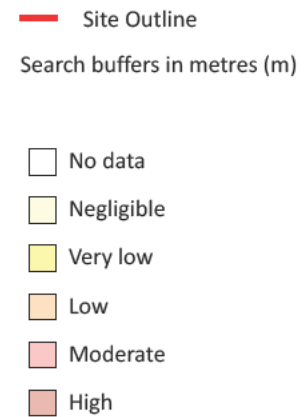 Site Outline
Search buffers in metres (m)
No data
Negligible
Very low
Low
Moderate
High